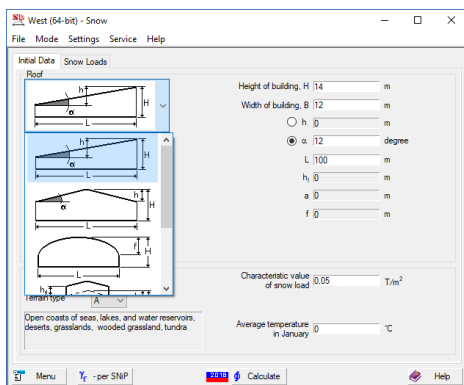 West (64-bit) - Snow
File Mode Settings Service Help
Initial Data Snow Loads
Roof
h H α L
h H α L
h H α L
f H L
h₁
Height of building, H 14 m
Width of building, B 12 m
h 0 m
α 12 degree
L 100 m
h₁ 0 m
a 0 m
f 0 m
Characteristic value
of snow load 0,05 T/m²
Terrain type A
Open coasts of seas, lakes, and water reservoirs,
deserts, grasslands, wooded grassland, tundra
Average temperature
in January 0 °C
Menu Yf - per SNiP 2016 Calculate Help